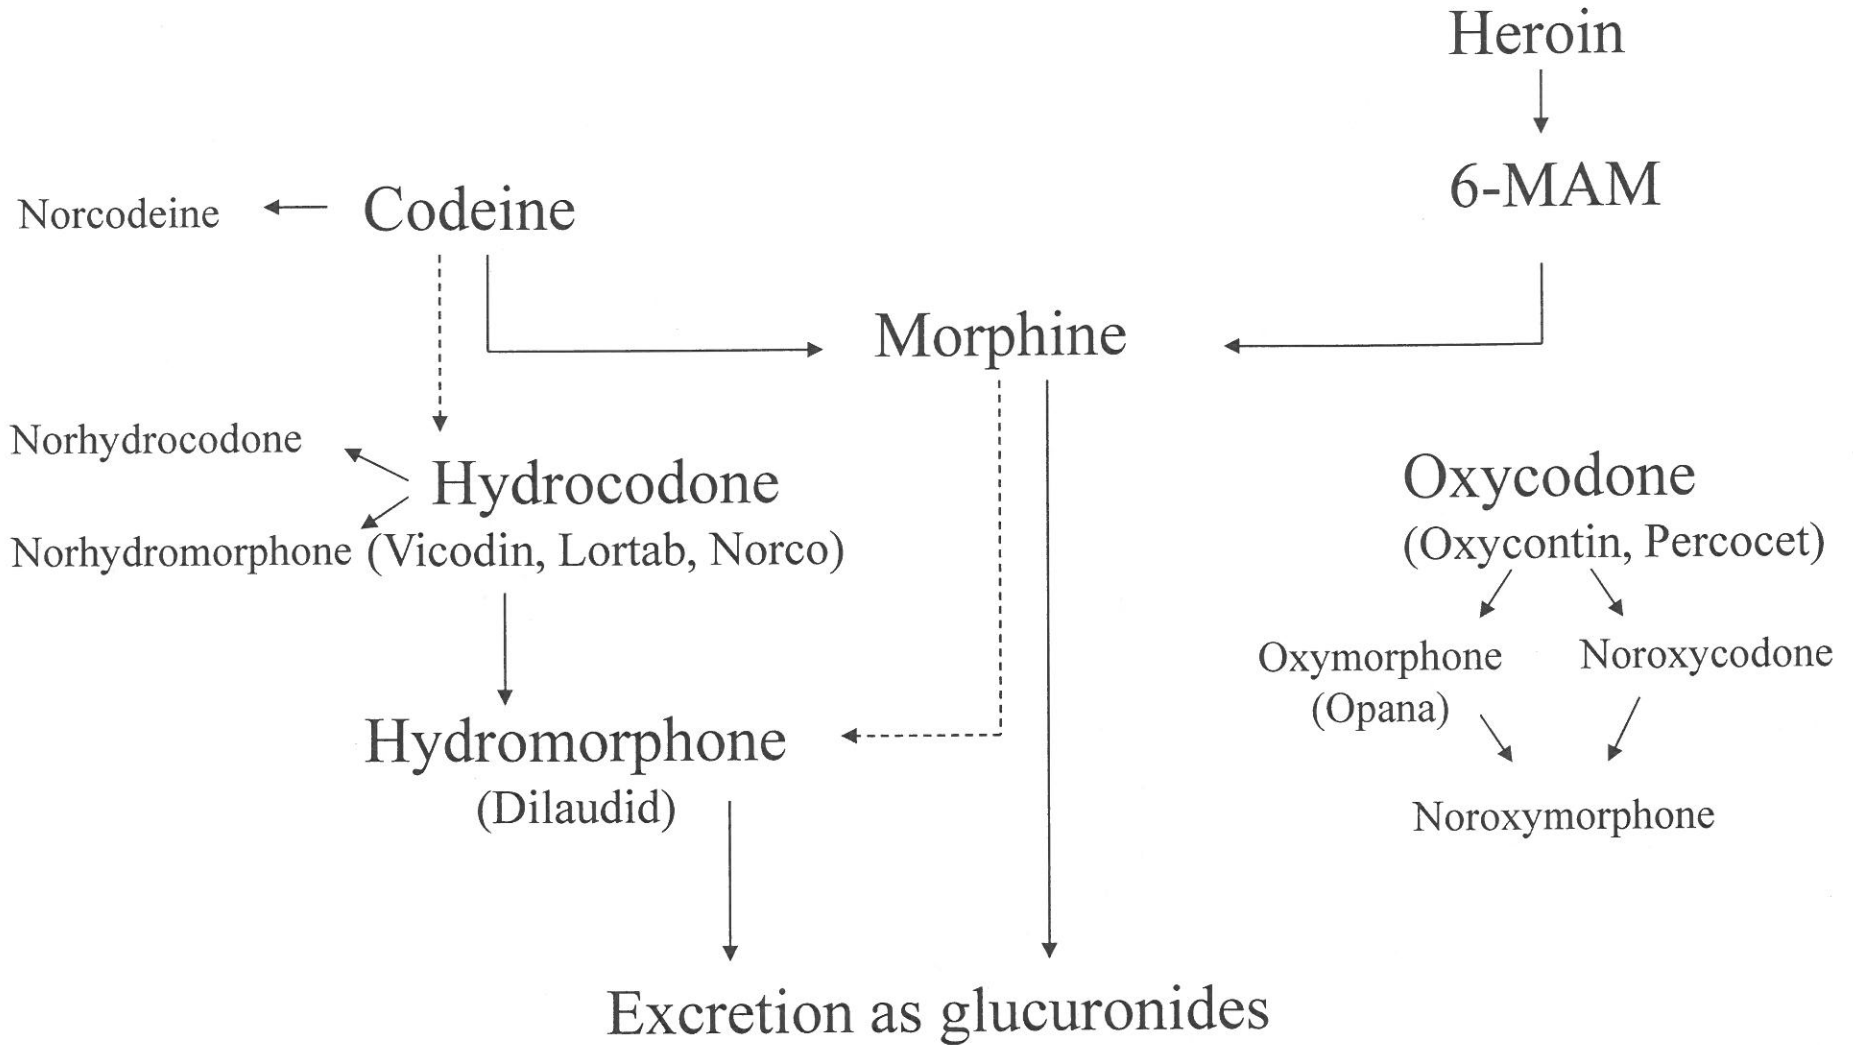 Heroin
6-MAM
Norcodeine
Codeine
Morphine
Norhydrocodone
Hydrocodone
Norhydromorphone (Vicodin, Lortab, Norco)
Oxycodone
(Oxycontin, Percocet)
Oxymorphone
(Opana)
Noroxycodone
Hydromorphone
(Dilaudid)
Noroxymorphone
Excretion as glucuronides